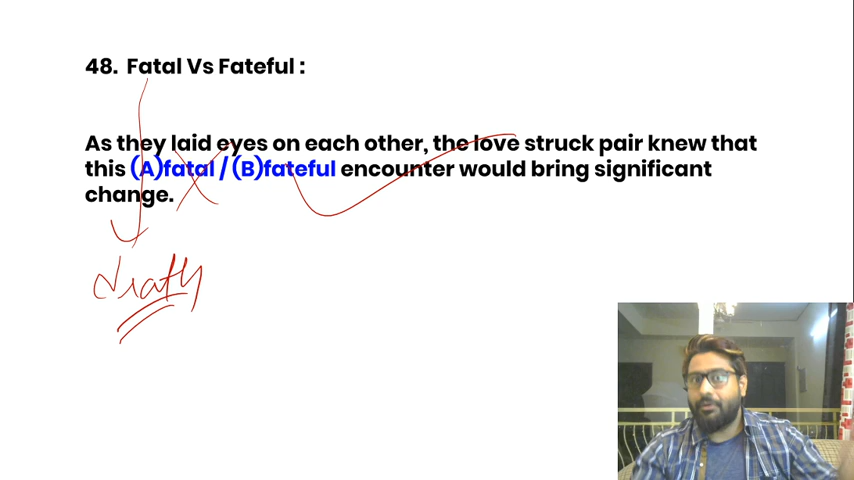 48. Fatal Vs Fateful :
As they laid eyes on each other, the love struck pair knew that
this (A)fatal / (B)fateful encounter would bring significant
change.
death